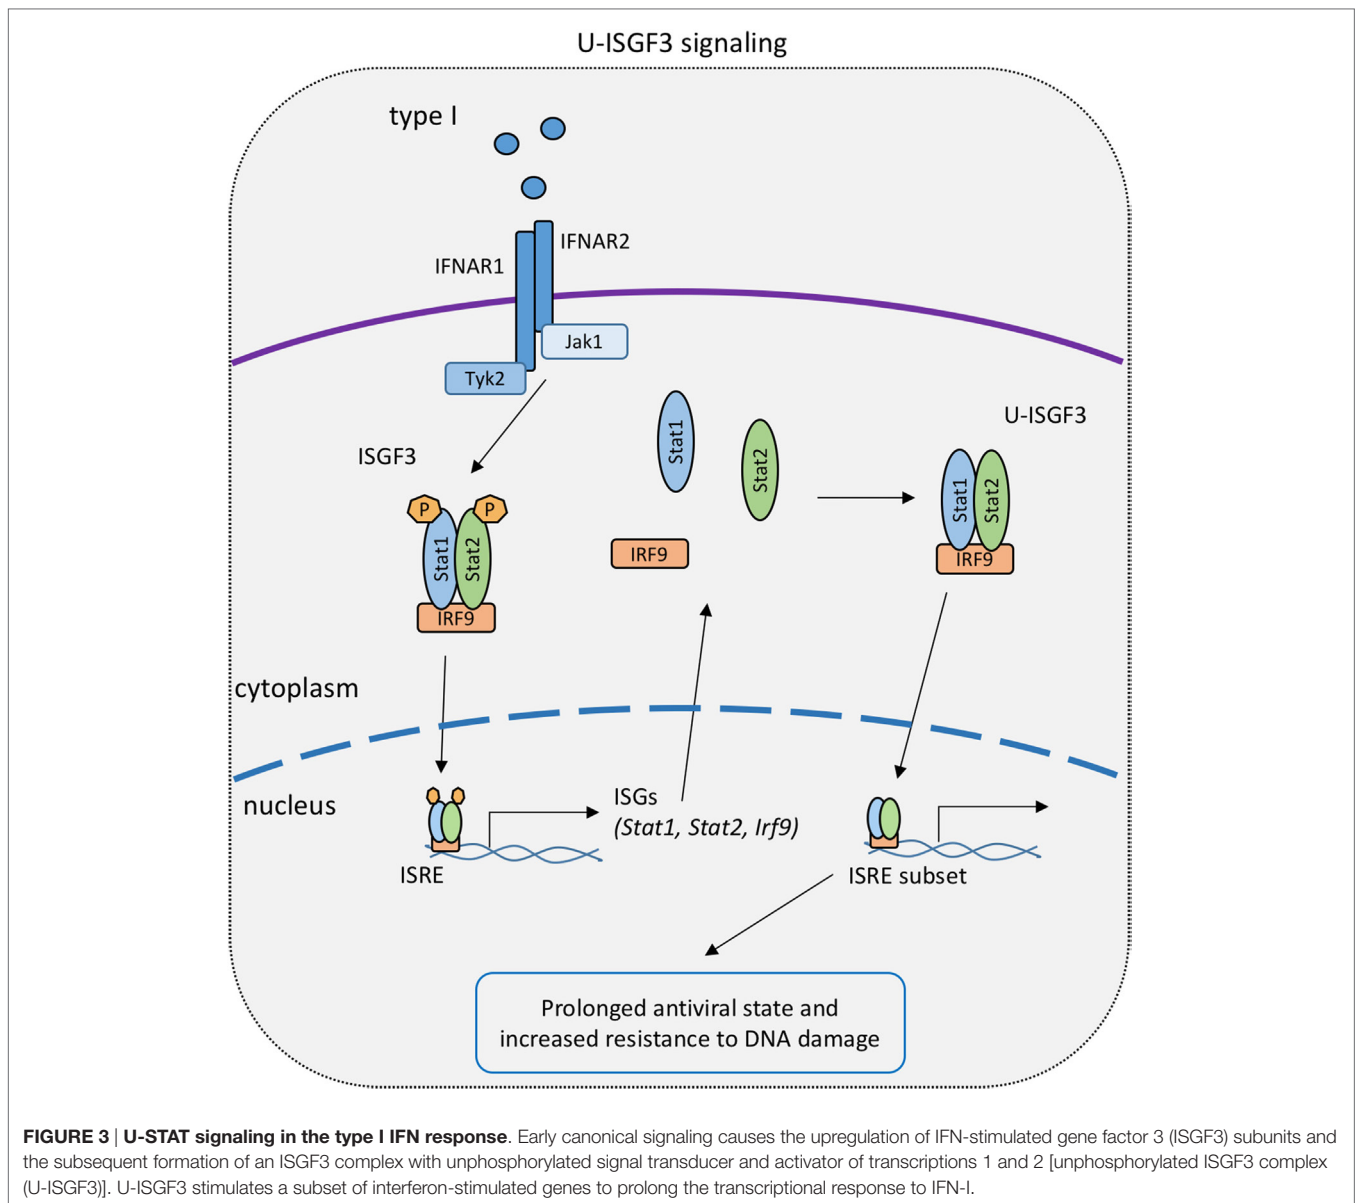 U-ISGF3 signaling
type I
IFNAR2
IFNAR1
Jak1
Tyk2
U-ISGF3
ISGF3
Stat1
Stat2
Stat1
Stat2
P
P
Stat1
Stat2
IRF9
IRF9
IRF9
cytoplasm
nucleus
ISGs
(Stat1, Stat2, Irf9)
ISRE
ISRE subset
Prolonged antiviral state and
increased resistance to DNA damage
FIGURE 3 | U-STAT signaling in the type I IFN response. Early canonical signaling causes the upregulation of IFN-stimulated gene factor 3 (ISGF3) subunits and
the subsequent formation of an ISGF3 complex with unphosphorylated signal transducer and activator of transcriptions 1 and 2 [unphosphorylated ISGF3 complex
(U-ISGF3)]. U-ISGF3 stimulates a subset of interferon-stimulated genes to prolong the transcriptional response to IFN-I.